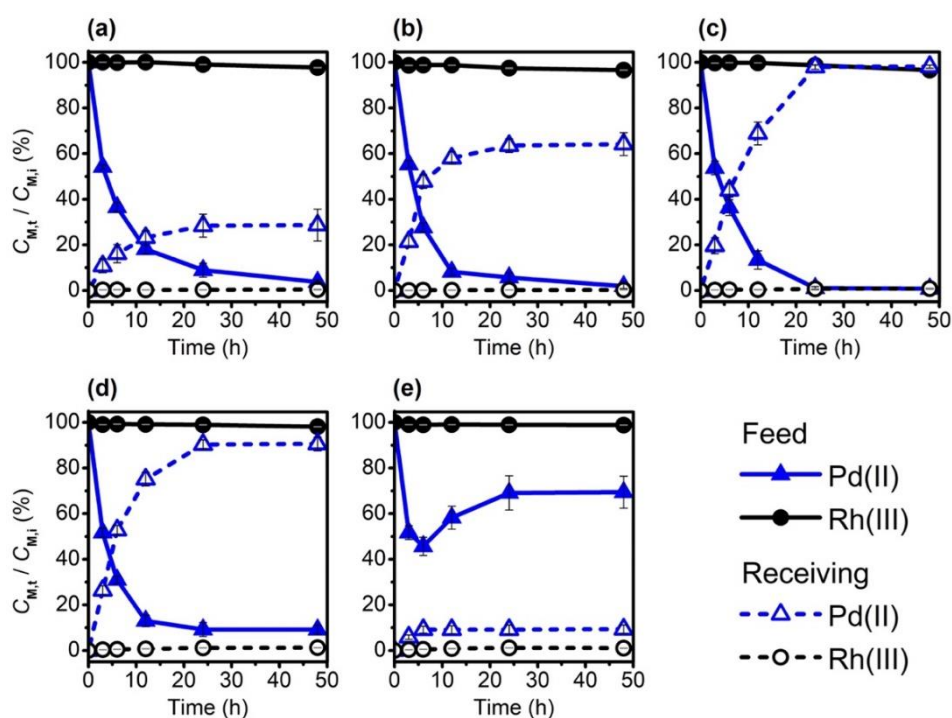 (a)
(b)
(c)
C_M,t / C_M,i (%)
100
80
60
40
20
0
0 10 20 30 40 50
0 10 20 30 40 50
0 10 20 30 40 50
Time (h)
Time (h)
Time (h)
(d)
(e)
C_M,t / C_M,i (%)
100
80
60
40
20
0
0 10 20 30 40 50
0 10 20 30 40 50
Time (h)
Time (h)
Feed
Pd(II)
Rh(III)
Receiving
Pd(II)
Rh(III)